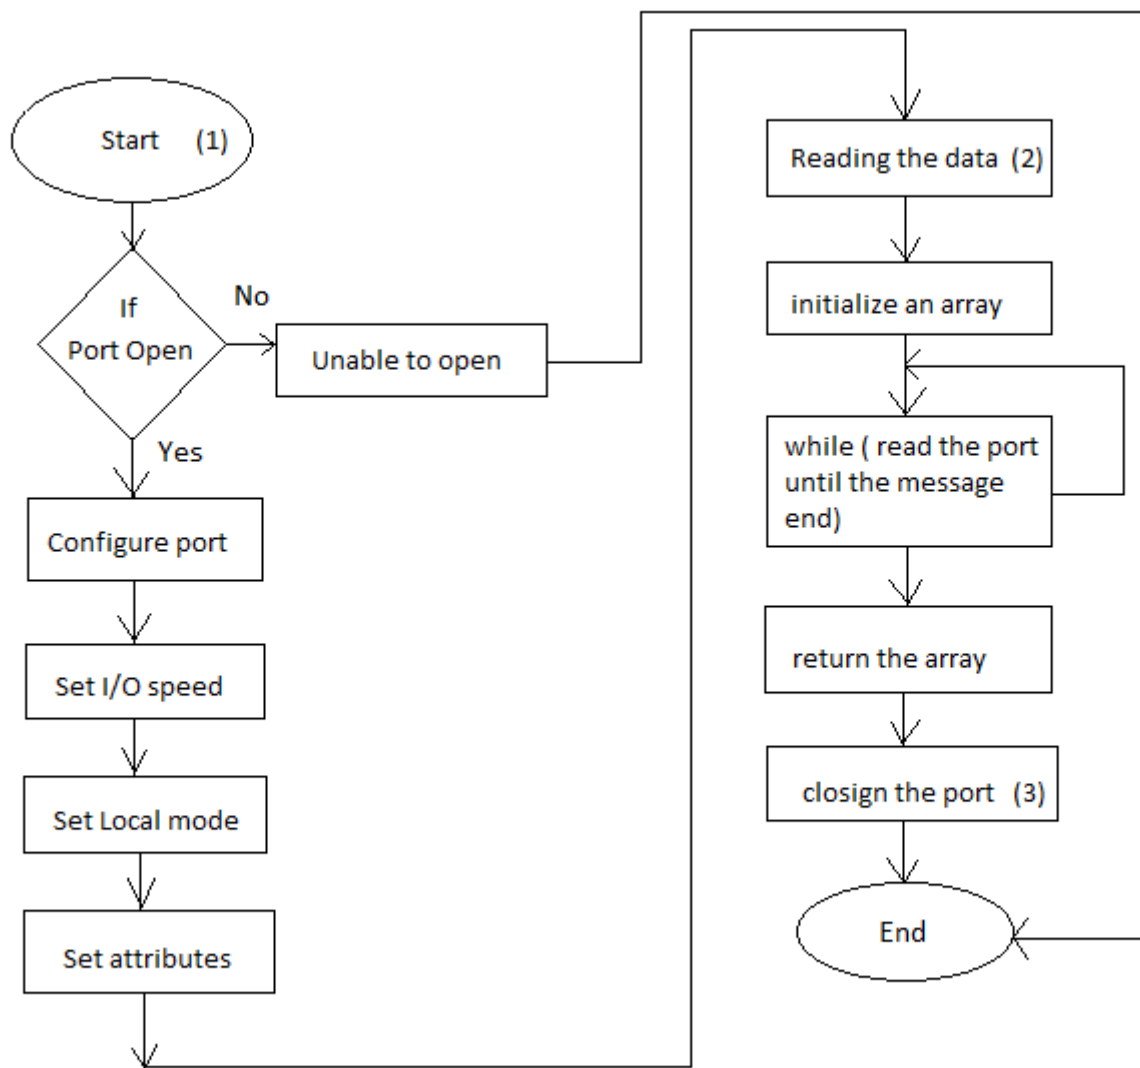 Start (1)
If
Port Open
No
Unable to open
Yes
Configure port
Set I/O speed
Set Local mode
Set attributes
Reading the data (2)
initialize an array
while ( read the port
until the message
end)
return the array
closign the port (3)
End